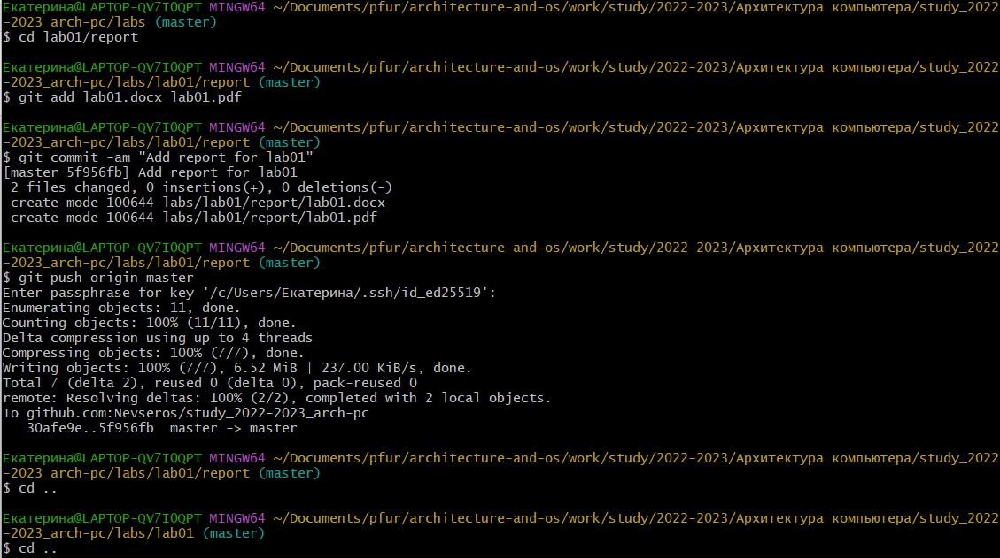 Екатерина@LAPTOP-QV7I0QPT MINGW64 ~/Documents/pfur/architecture-and-os/work/study/2022-2023/Архитектура компьютера/study_2022
-2023_arch-pc/labs (master)
$ cd lab01/report
Екатерина@LAPTOP-QV7I0QPT MINGW64 ~/Documents/pfur/architecture-and-os/work/study/2022-2023/Архитектура компьютера/study_2022
-2023_arch-pc/labs/lab01/report (master)
$ git add lab01.docx lab01.pdf
Екатерина@LAPTOP-QV7I0QPT MINGW64 ~/Documents/pfur/architecture-and-os/work/study/2022-2023/Архитектура компьютера/study_2022
-2023_arch-pc/labs/lab01/report (master)
$ git commit -am "Add report for lab01"
[master 5f956fb] Add report for lab01
 2 files changed, 0 insertions(+), 0 deletions(-)
 create mode 100644 labs/lab01/report/lab01.docx
 create mode 100644 labs/lab01/report/lab01.pdf
Екатерина@LAPTOP-QV7I0QPT MINGW64 ~/Documents/pfur/architecture-and-os/work/study/2022-2023/Архитектура компьютера/study_2022
-2023_arch-pc/labs/lab01/report (master)
$ git push origin master
Enter passphrase for key '/c/Users/Екатерина/.ssh/id_ed25519':
Enumerating objects: 11, done.
Counting objects: 100% (11/11), done.
Delta compression using up to 4 threads
Compressing objects: 100% (7/7), done.
Writing objects: 100% (7/7), 6.52 MiB | 237.00 KiB/s, done.
Total 7 (delta 2), reused 0 (delta 0), pack-reused 0
remote: Resolving deltas: 100% (2/2), completed with 2 local objects.
To github.com:Nevseros/study_2022-2023_arch-pc
   30afe9e..5f956fb  master -> master
Екатерина@LAPTOP-QV7I0QPT MINGW64 ~/Documents/pfur/architecture-and-os/work/study/2022-2023/Архитектура компьютера/study_2022
-2023_arch-pc/labs/lab01/report (master)
$ cd ..
Екатерина@LAPTOP-QV7I0QPT MINGW64 ~/Documents/pfur/architecture-and-os/work/study/2022-2023/Архитектура компьютера/study_2022
-2023_arch-pc/labs/lab01 (master)
$ cd ..